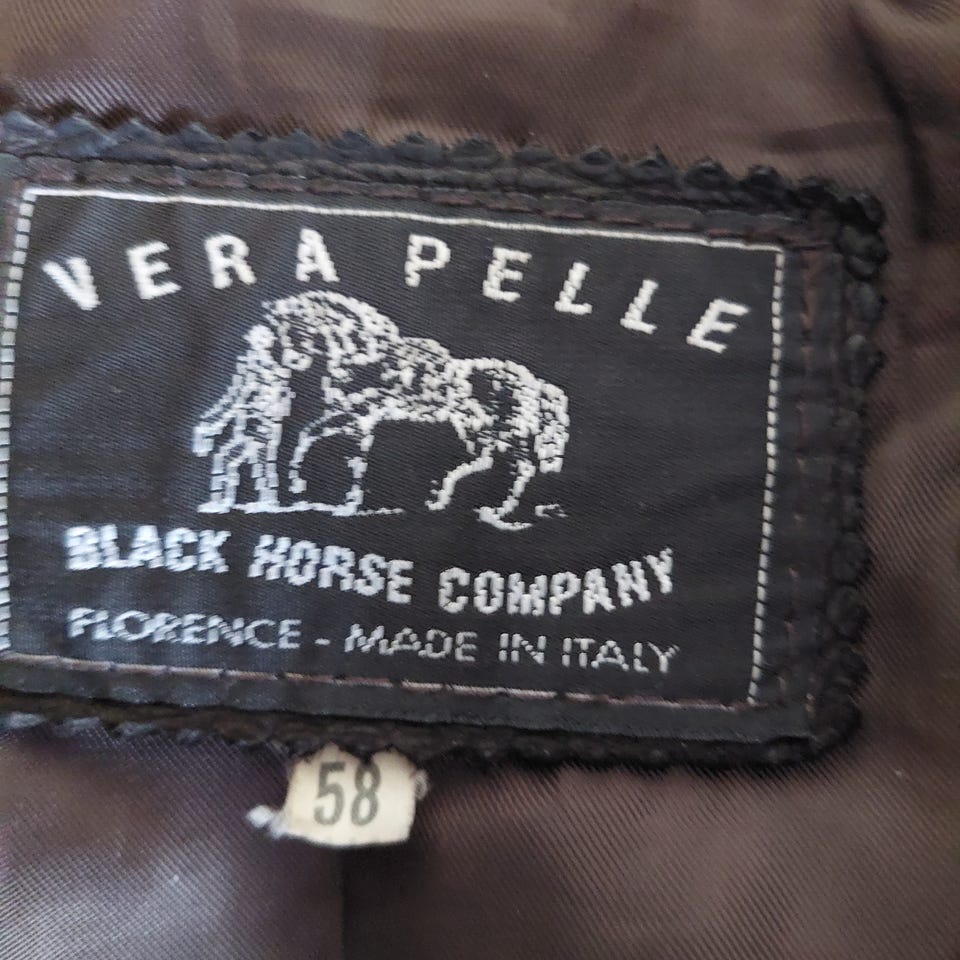 VERA PELLE
BLACK HORSE COMPANY
FLORENCE - MADE IN ITALY
58